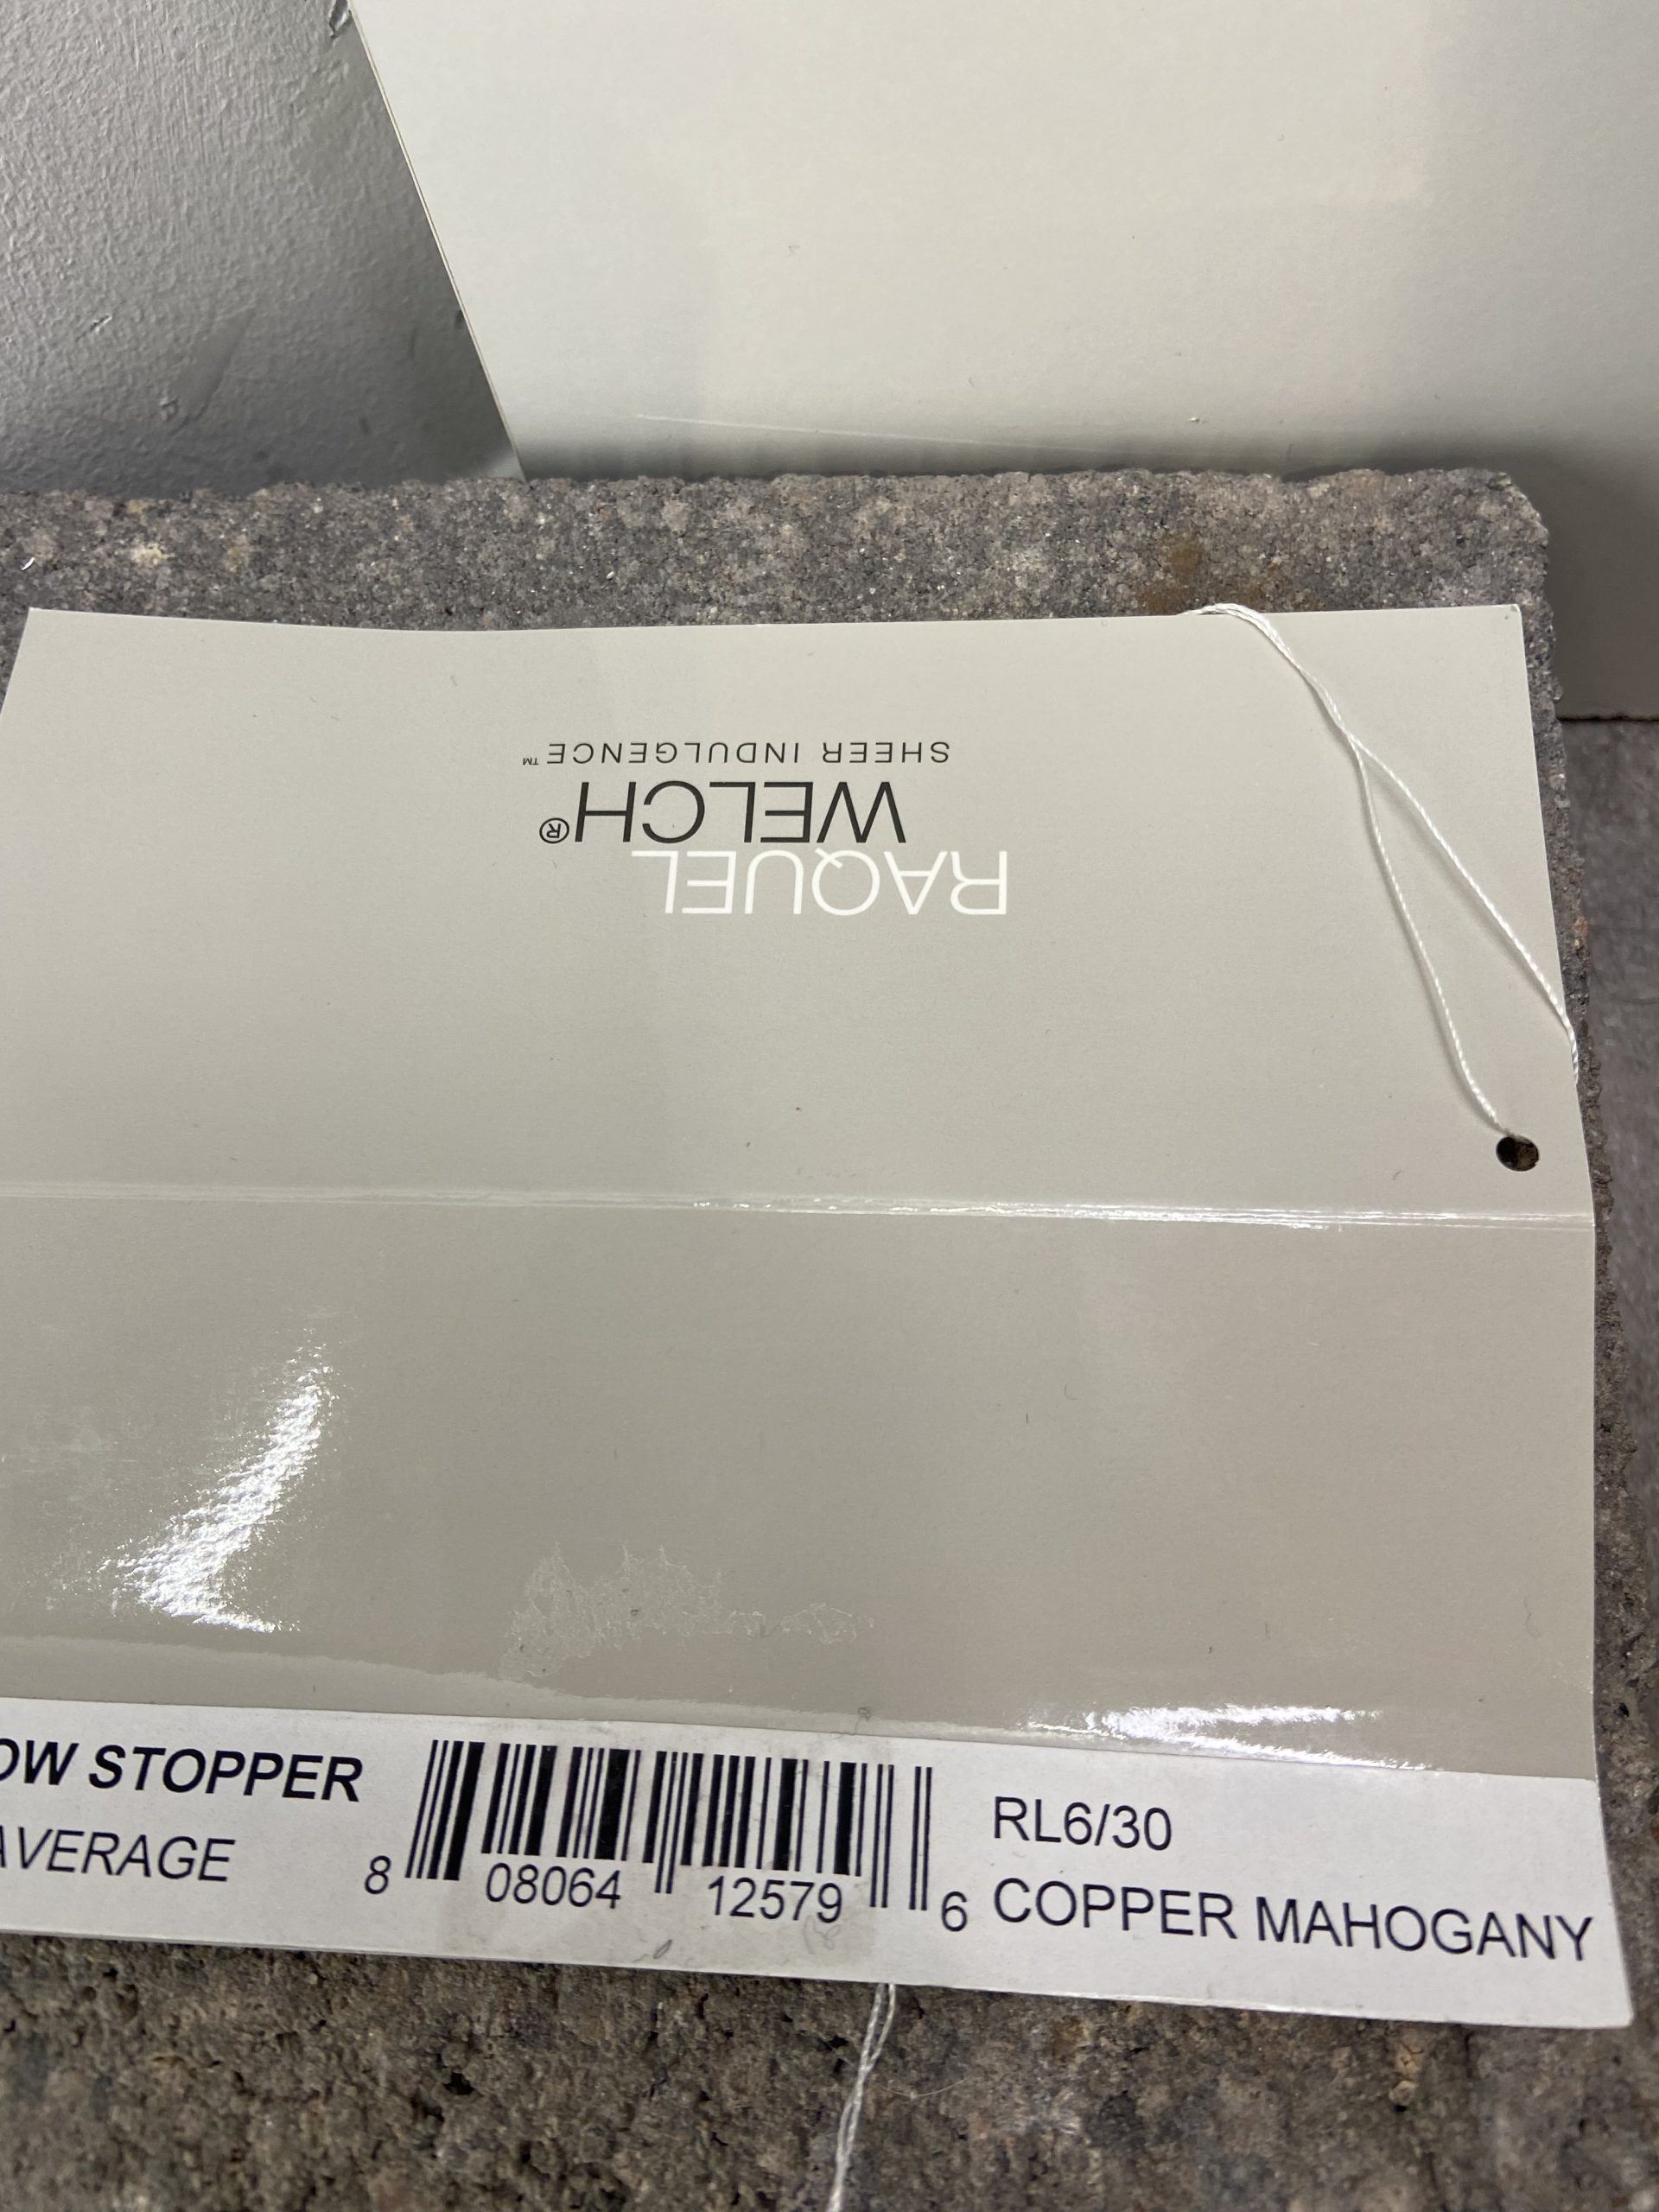 RAQUEL
WELCH®
SHEER INDULGENCE™
OW STOPPER
AVERAGE
8 08064 12579 6
RL6/30
COPPER MAHOGANY